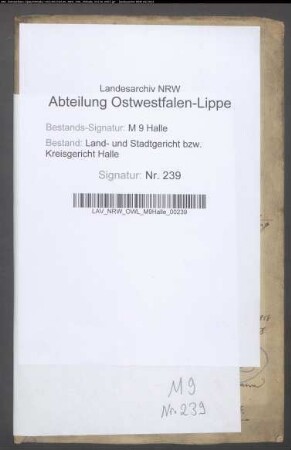 Landesarchiv NRW
Abteilung Ostwestfalen-Lippe
Bestands-Signatur: M 9 Halle
Bestand: Land- und Stadtgericht bzw.
Kreisgericht Halle
Signatur: Nr. 239
LAV_NRW_OWL_M9Halle_00239
M9
Nr. 239